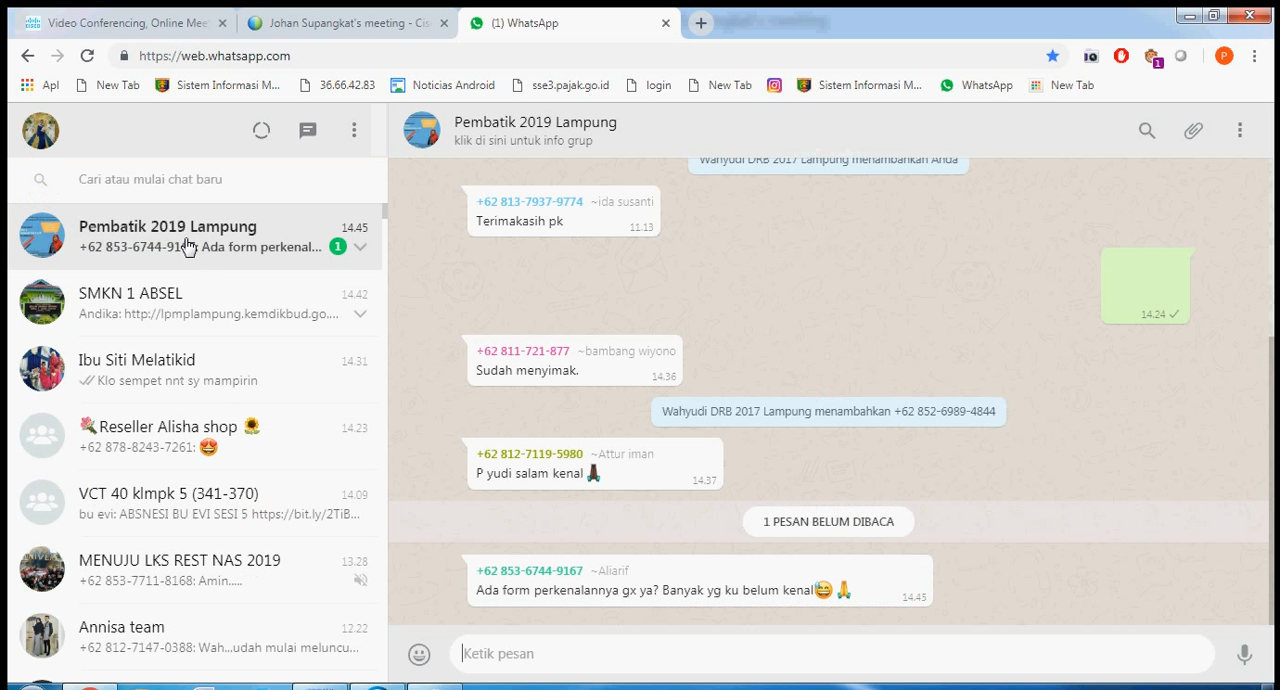 Video Conferencing, Online Mee
Johan Supangkat's meeting - Cis
(1) WhatsApp
https://web.whatsapp.com
P
1
Apl
New Tab
Sistem Informasi M...
36.66.42.83
Noticias Android
sse3.pajak.go.id
login
New Tab
Sistem Informasi M...
WhatsApp
New Tab
Cari atau mulai chat baru
Pembatik 2019 Lampung
14.45
+62 853-6744-91 Ada form perkenal...
1
SMKN 1 ABSEL
14.42
Andika: http://lpmplampung.kemdikbud.go....
Ibu Siti Melatikid
14.31
Klo sempet nnt sy mampirin
Reseller Alisha shop 🌻
14.23
+62 878-8243-7261: 🤩
VCT 40 klmpk 5 (341-370)
14.09
bu evi: ABSNESI BU EVI SESI 5 https://bit.ly/2TiB...
MENUJU LKS REST NAS 2019
13.28
+62 853-7711-8168: Amin.....
Annisa team
12.22
+62 812-7147-0388: Wah...udah mulai meluncu...
Pembatik 2019 Lampung
klik di sini untuk info grup
Wahyudi DRB 2017 Lampung menambahkan Anda
+62 813-7937-9774 ~ida susanti
Terimakasih pk
11.13
14.24
+62 811-721-877 ~bambang wiyono
Sudah menyimak.
14.36
Wahyudi DRB 2017 Lampung menambahkan +62 852-6989-4844
+62 812-7119-5980 ~Attur iman
P yudi salam kenal 🙏🏿
14.37
1 PESAN BELUM DIBACA
+62 853-6744-9167 ~Aliarif
Ada form perkenalannya gx ya? Banyak yg ku belum kenal😅🙏
14.45
Ketik pesan